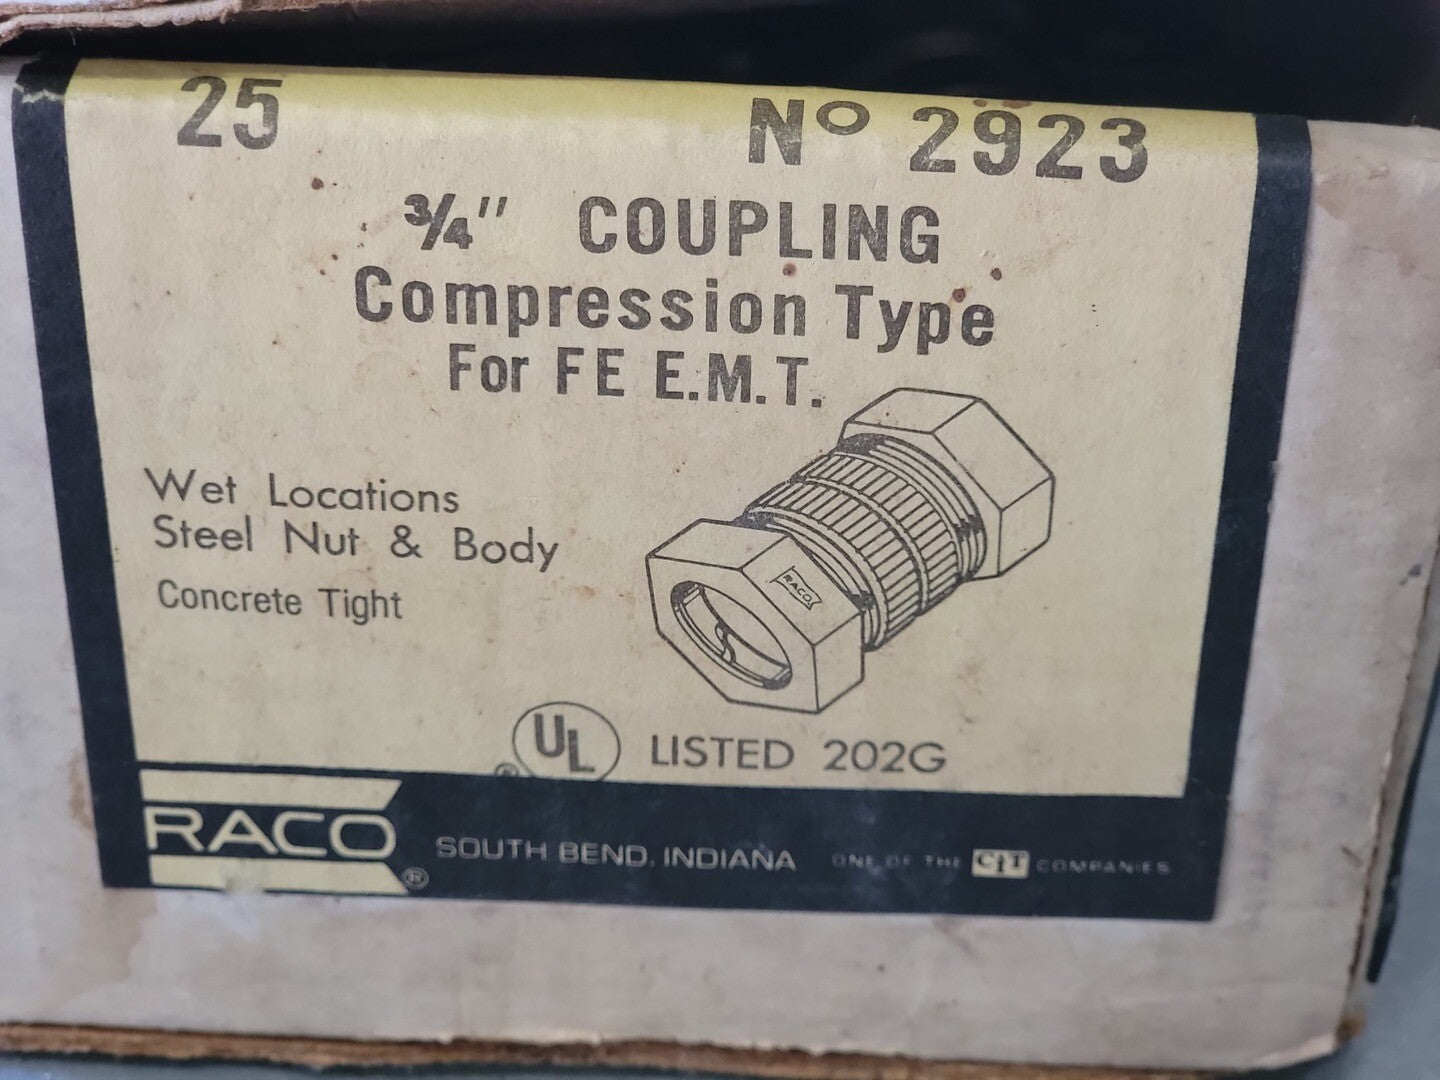 25 Nº 2923
¾" COUPLING
Compression Type
For FE E.M.T.
Wet Locations
Steel Nut & Body
Concrete Tight
RACO
UL® LISTED 202G
RACO® SOUTH BEND, INDIANA ONE OF THE CIT COMPANIES